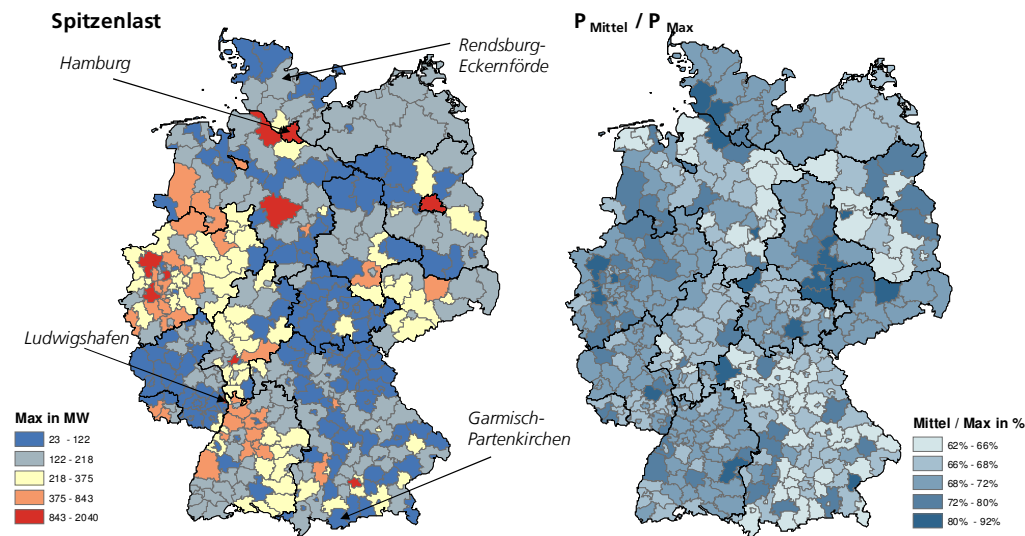 Spitzenlast
Hamburg
Rendsburg-
Eckernförde
Ludwigshafen
Garmisch-
Partenkirchen
Max in MW
23 - 122
122 - 218
218 - 375
375 - 843
843 - 2040
P Mittel / P Max
Mittel / Max in %
62% - 66%
66% - 68%
68% - 72%
72% - 80%
80% - 92%